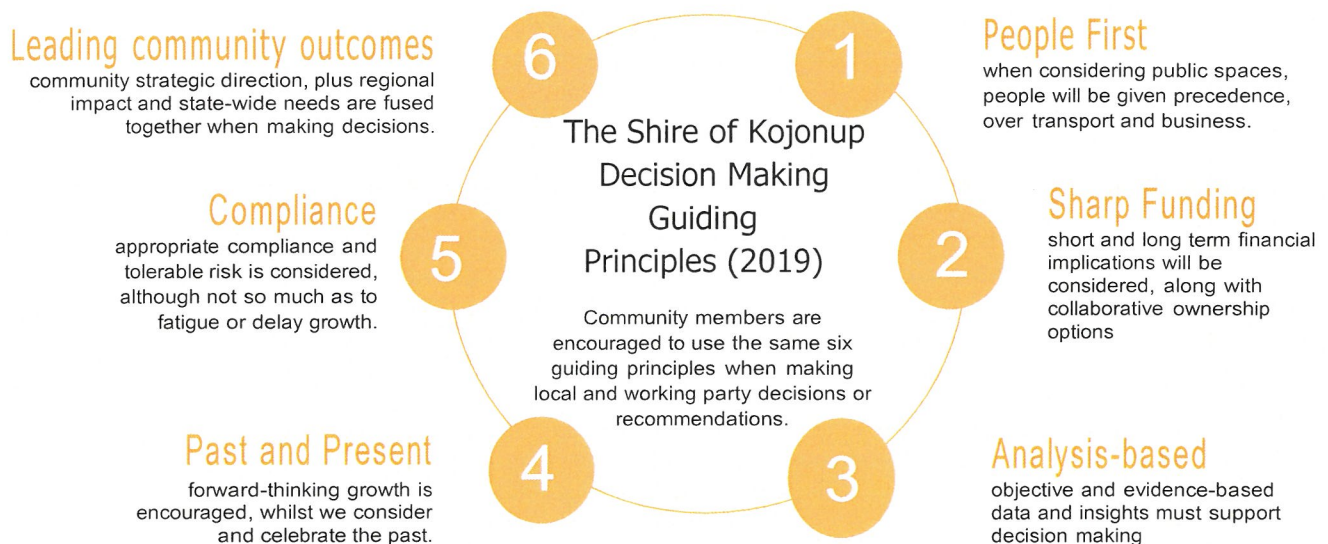 The Shire of Kojonup
Decision Making
Guiding
Principles (2019)
Community members are
encouraged to use the same six
guiding principles when making
local and working party decisions or
recommendations.
1
People First
when considering public spaces,
people will be given precedence,
over transport and business.
2
Sharp Funding
short and long term financial
implications will be
considered, along with
collaborative ownership
options
3
Analysis-based
objective and evidence-based
data and insights must support
decision making
4
Past and Present
forward-thinking growth is
encouraged, whilst we consider
and celebrate the past.
5
Compliance
appropriate compliance and
tolerable risk is considered,
although not so much as to
fatigue or delay growth.
6
Leading community outcomes
community strategic direction, plus regional
impact and state-wide needs are fused
together when making decisions.